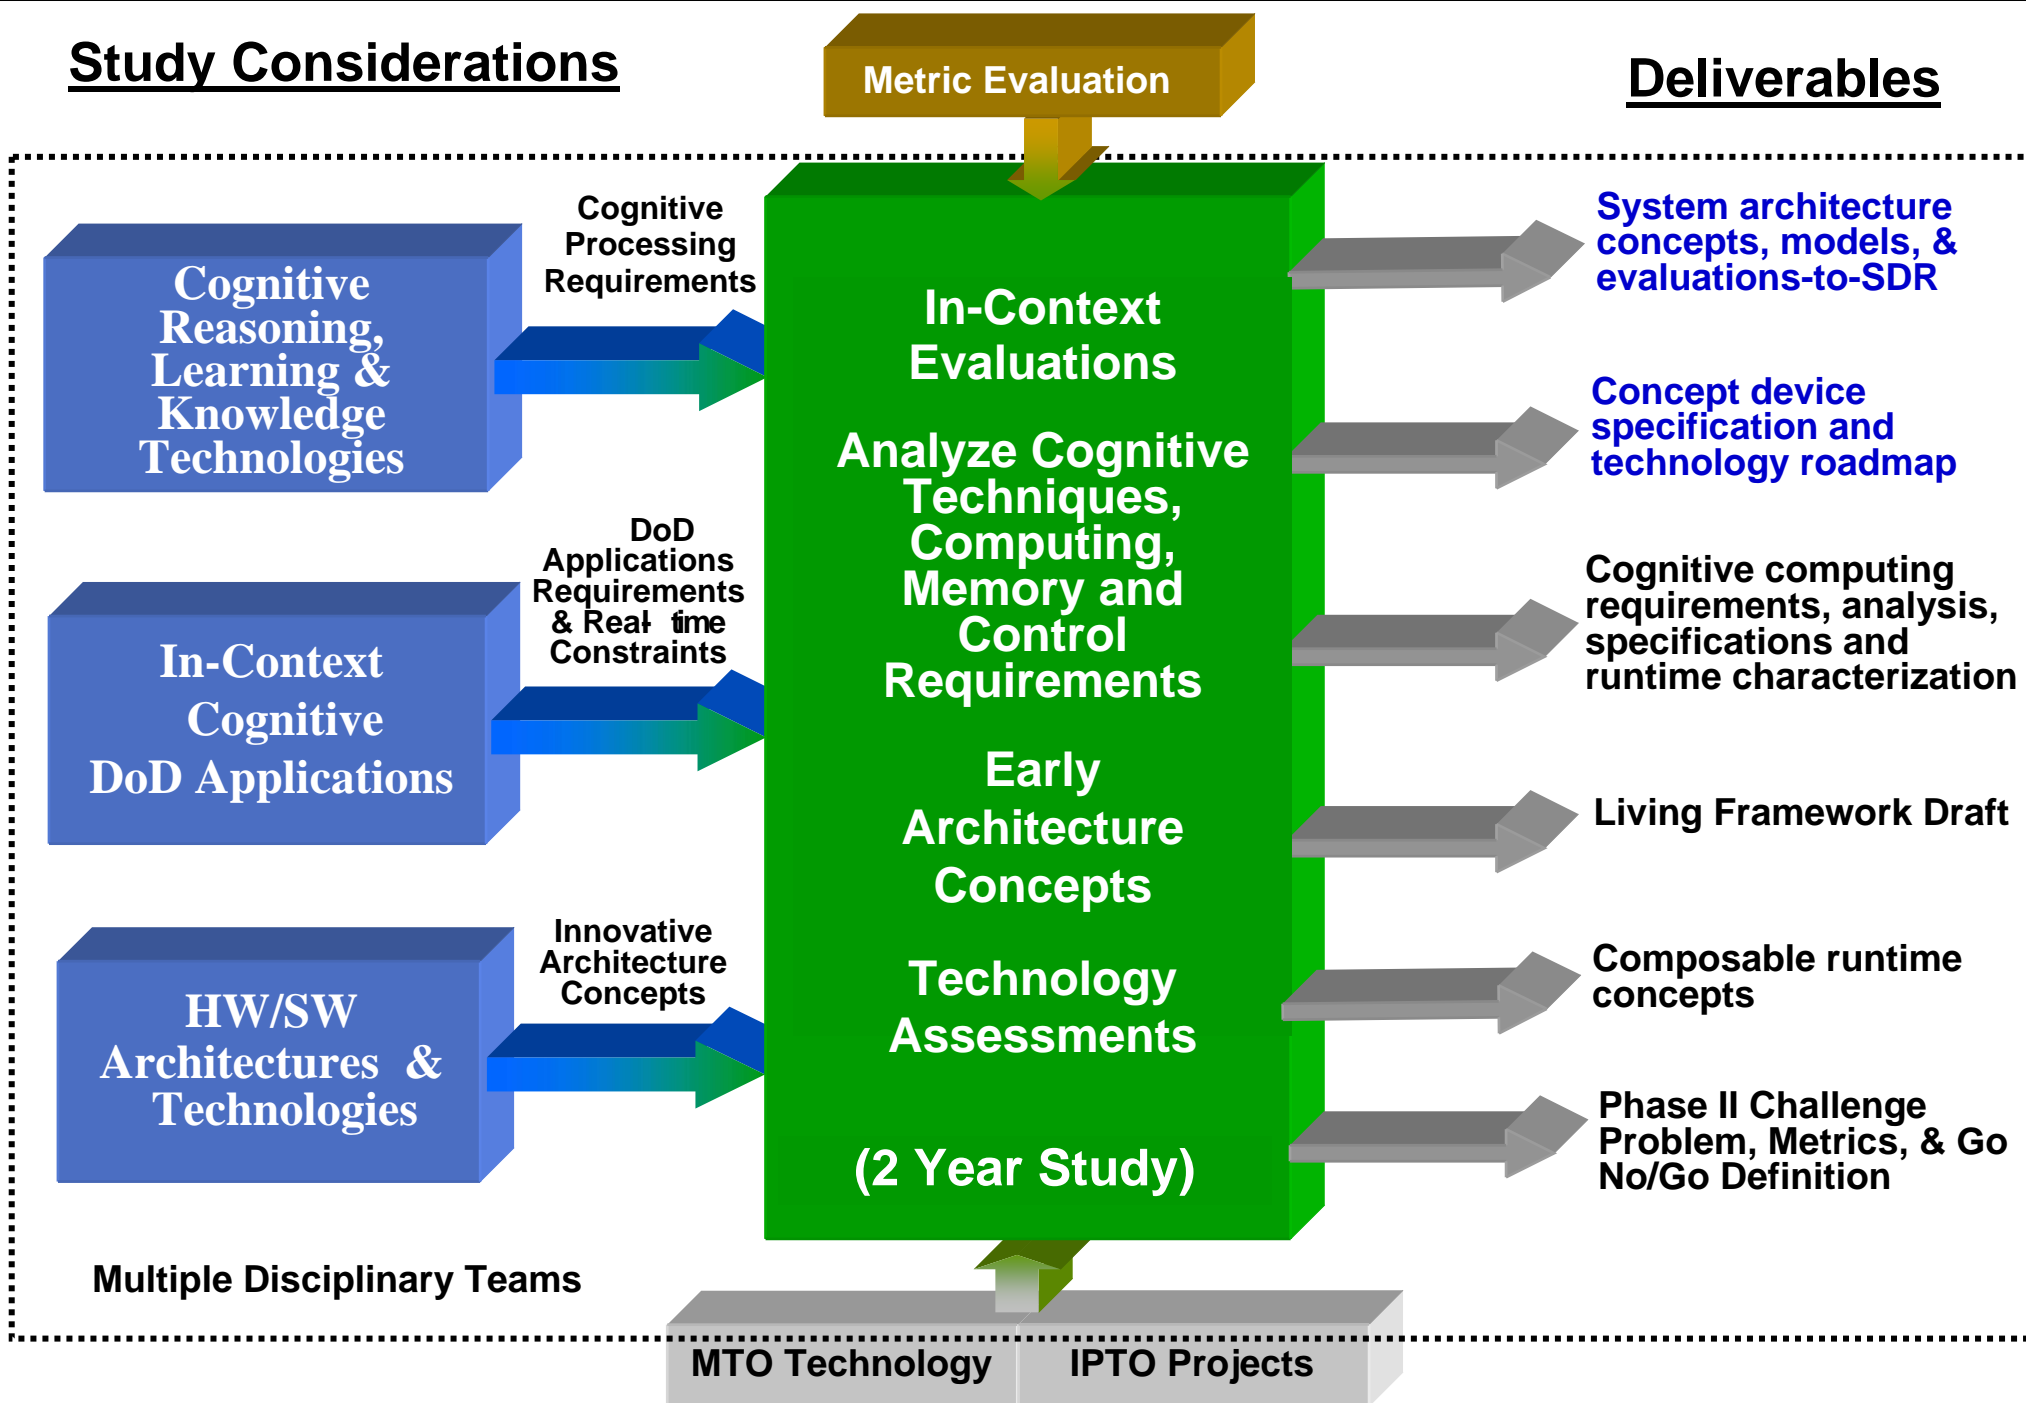 Study Considerations
Metric Evaluation
Deliverables
Cognitive
Reasoning,
Learning &
Knowledge
Technologies
Cognitive
Processing
Requirements
In-Context
Cognitive
DoD Applications
DoD
Applications
Requirements
& Real- time
Constraints
HW/SW
Architectures &
Technologies
Innovative
Architecture
Concepts
Multiple Disciplinary Teams
In-Context
Evaluations
Analyze Cognitive
Techniques,
Computing,
Memory and
Control
Requirements
Early
Architecture
Concepts
Technology
Assessments
(2 Year Study)
MTO Technology
IPTO Projects
System architecture
concepts, models, &
evaluations-to-SDR
Concept device
specification and
technology roadmap
Cognitive computing
requirements, analysis,
specifications and
runtime characterization
Living Framework Draft
Composable runtime
concepts
Phase II Challenge
Problem, Metrics, & Go
No/Go Definition